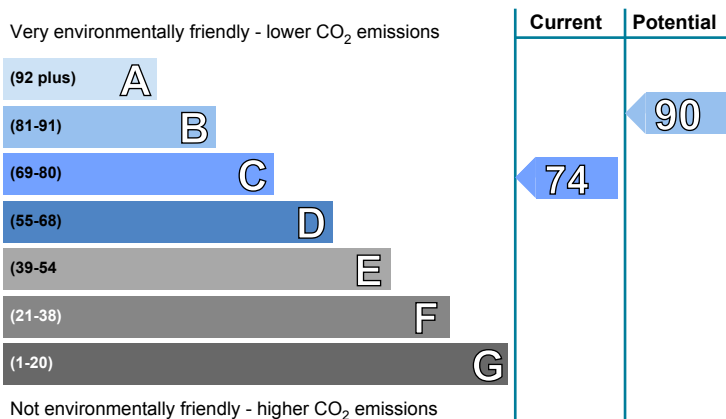 Current Potential
Very environmentally friendly - lower CO2 emissions
(92 plus) A
(81-91) B
90
(69-80) C
74
(55-68) D
(39-54 E
(21-38) F
(1-20) G
Not environmentally friendly - higher CO2 emissions